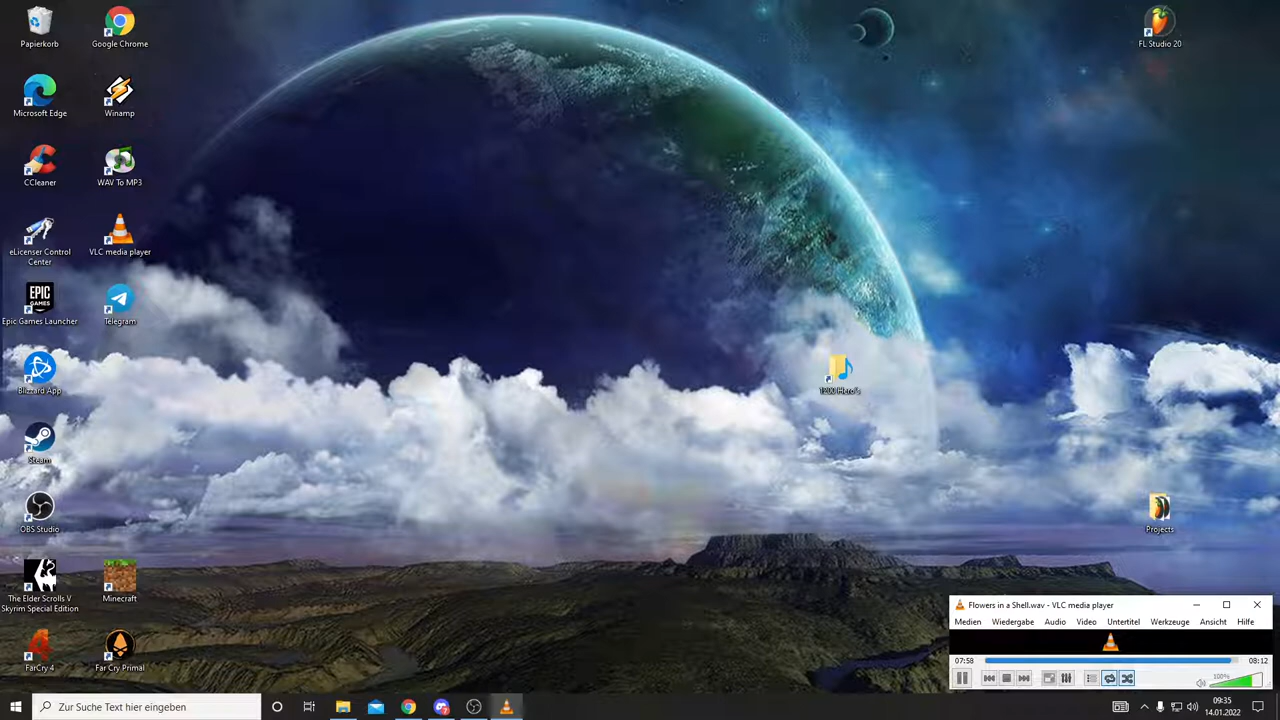 Papierkorb
Google Chrome
FL Studio 20
Microsoft Edge
Winamp
CCleaner
WAV To MP3
eLicenser Control
Center
VLC media player
EPIC
GAMES
Epic Games Launcher
Telegram
Blizzard App
1200 Hero's
Steam
OBS Studio
Projects
The Elder Scrolls V
Skyrim Special Edition
Minecraft
FarCry 4
Far Cry Primal
Flowers in a Shell.wav - VLC media player
Medien Wiedergabe Audio Video Untertitel Werkzeuge Ansicht Hilfe
07:58 08:12
100%
Zur Suche Text hier eingeben
09:35
14.01.2022